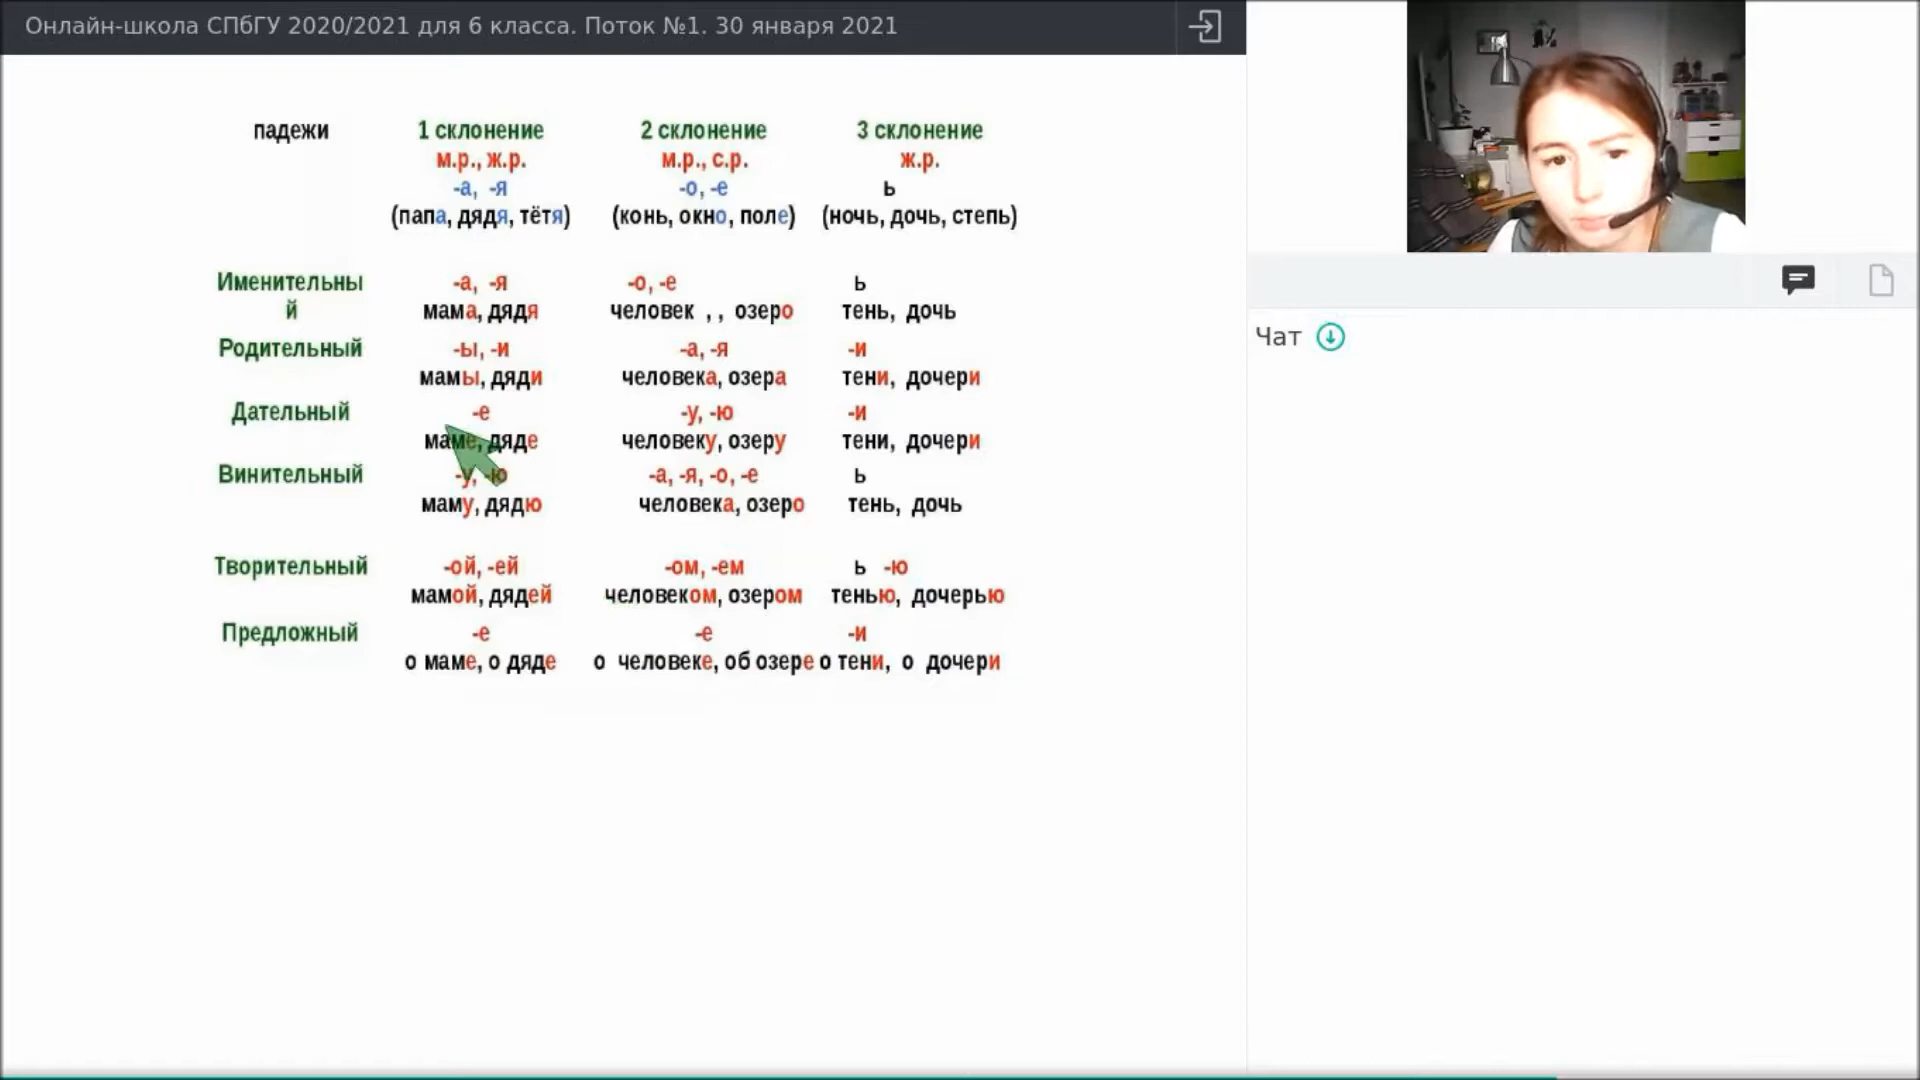 Онлайн-школа СПбГУ 2020/2021 для 6 класса. Поток №1. 30 января 2021
падежи 1 склонение 2 склонение 3 склонение
м.р., ж.р. м.р., с.р. ж.р.
-а, -я -о, -е ь
(папа, дядя, тётя) (конь, окно, поле) (ночь, дочь, степь)
Именительны -а, -я -о, -е ь
й мама, дядя человек , , озеро тень, дочь
Родительный -ы, -и -а, -я -и
мамы, дяди человека, озера тени, дочери
Дательный -е -у, -ю -и
маме, дяде человеку, озеру тени, дочери
Винительный -у, -ю -а, -я, -о, -е ь
маму, дядю человека, озеро тень, дочь
Творительный -ой, -ей -ом, -ем ь -ю
мамой, дядей человеком, озером тенью, дочерью
Предложный -е -е -и
о маме, о дяде о человеке, об озере о тени, о дочери
Чат